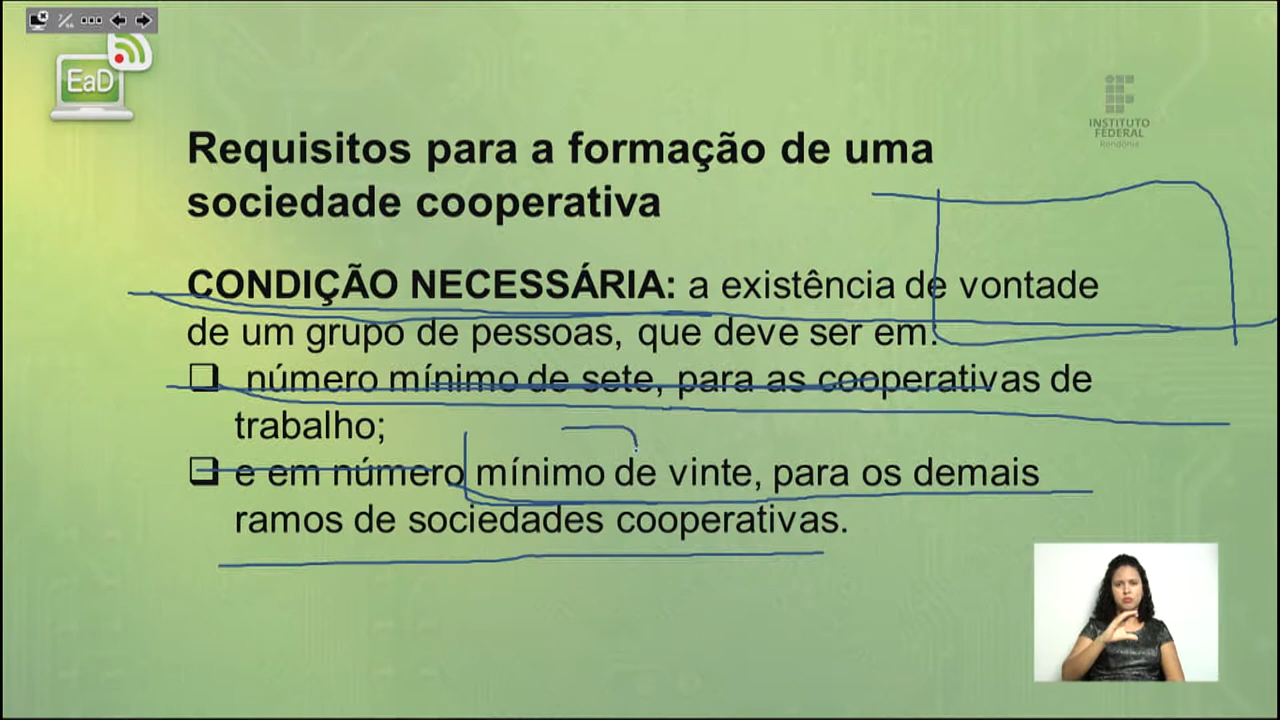 EaD
INSTITUTO
FEDERAL
Rondônia
Requisitos para a formação de uma
sociedade cooperativa
CONDIÇÃO NECESSÁRIA: a existência de vontade
de um grupo de pessoas, que deve ser em:
número mínimo de sete, para as cooperativas de
trabalho;
e em número mínimo de vinte, para os demais
ramos de sociedades cooperativas.